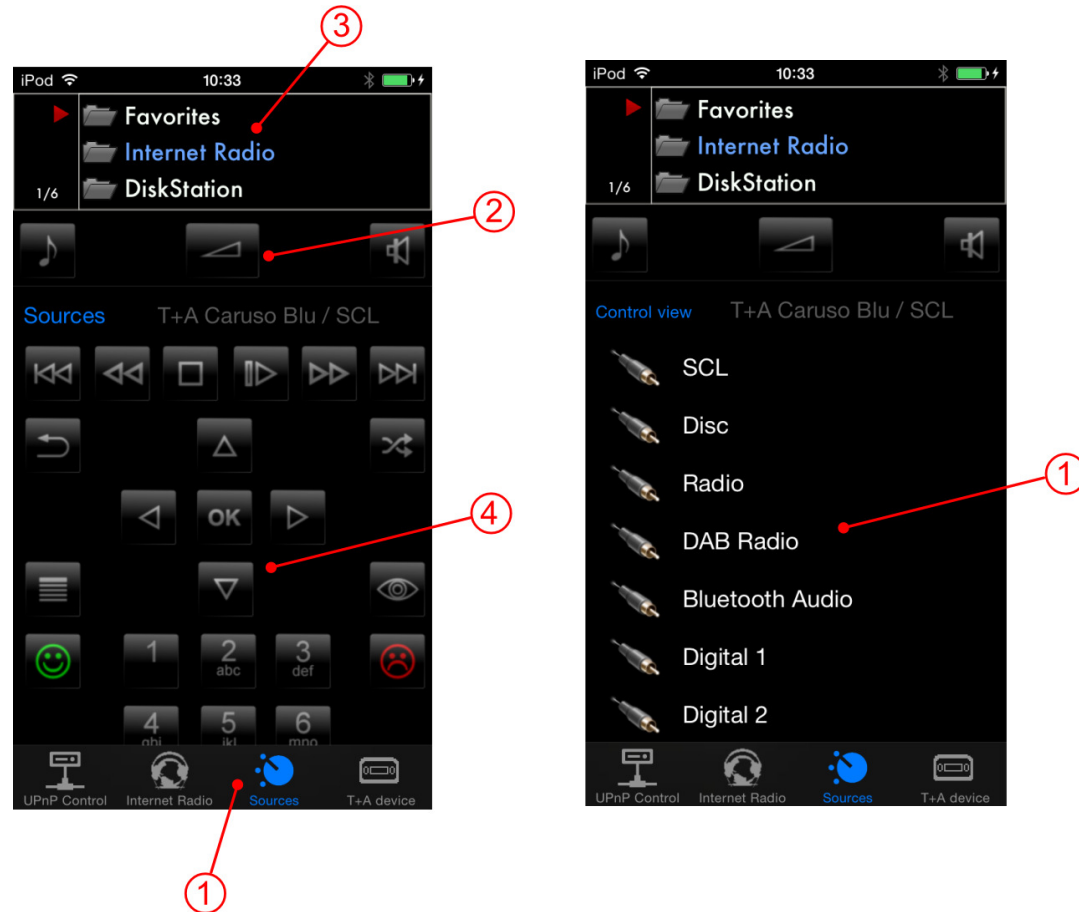 3
iPod 10:33
Favorites
Internet Radio
1/6 DiskStation
2
Sources T+A Caruso Blu / SCL
OK
4
1 2 3
abc def
4 5 6
ghi jkl mno
UPnP Control Internet Radio Sources T+A device
1
iPod 10:33
Favorites
Internet Radio
1/6 DiskStation
Control view T+A Caruso Blu / SCL
SCL
Disc
Radio
1
DAB Radio
Bluetooth Audio
Digital 1
Digital 2
UPnP Control Internet Radio Sources T+A device